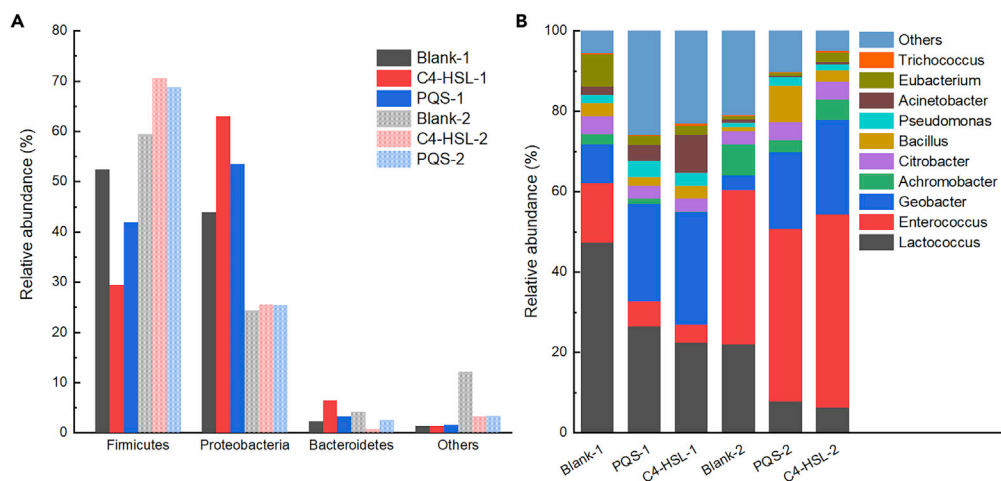 A
80
70
60
50
40
30
20
10
0
Relative abundance (%)
Blank-1
C4-HSL-1
PQS-1
Blank-2
C4-HSL-2
PQS-2
Firmicutes
Proteobacteria
Bacteroidetes
Others
B
100
80
60
40
20
0
Relative abundance (%)
Blank-1
PQS-1
C4-HSL-1
Blank-2
PQS-2
C4-HSL-2
Others
Trichococcus
Eubacterium
Acinetobacter
Pseudomonas
Bacillus
Citrobacter
Achromobacter
Geobacter
Enterococcus
Lactococcus